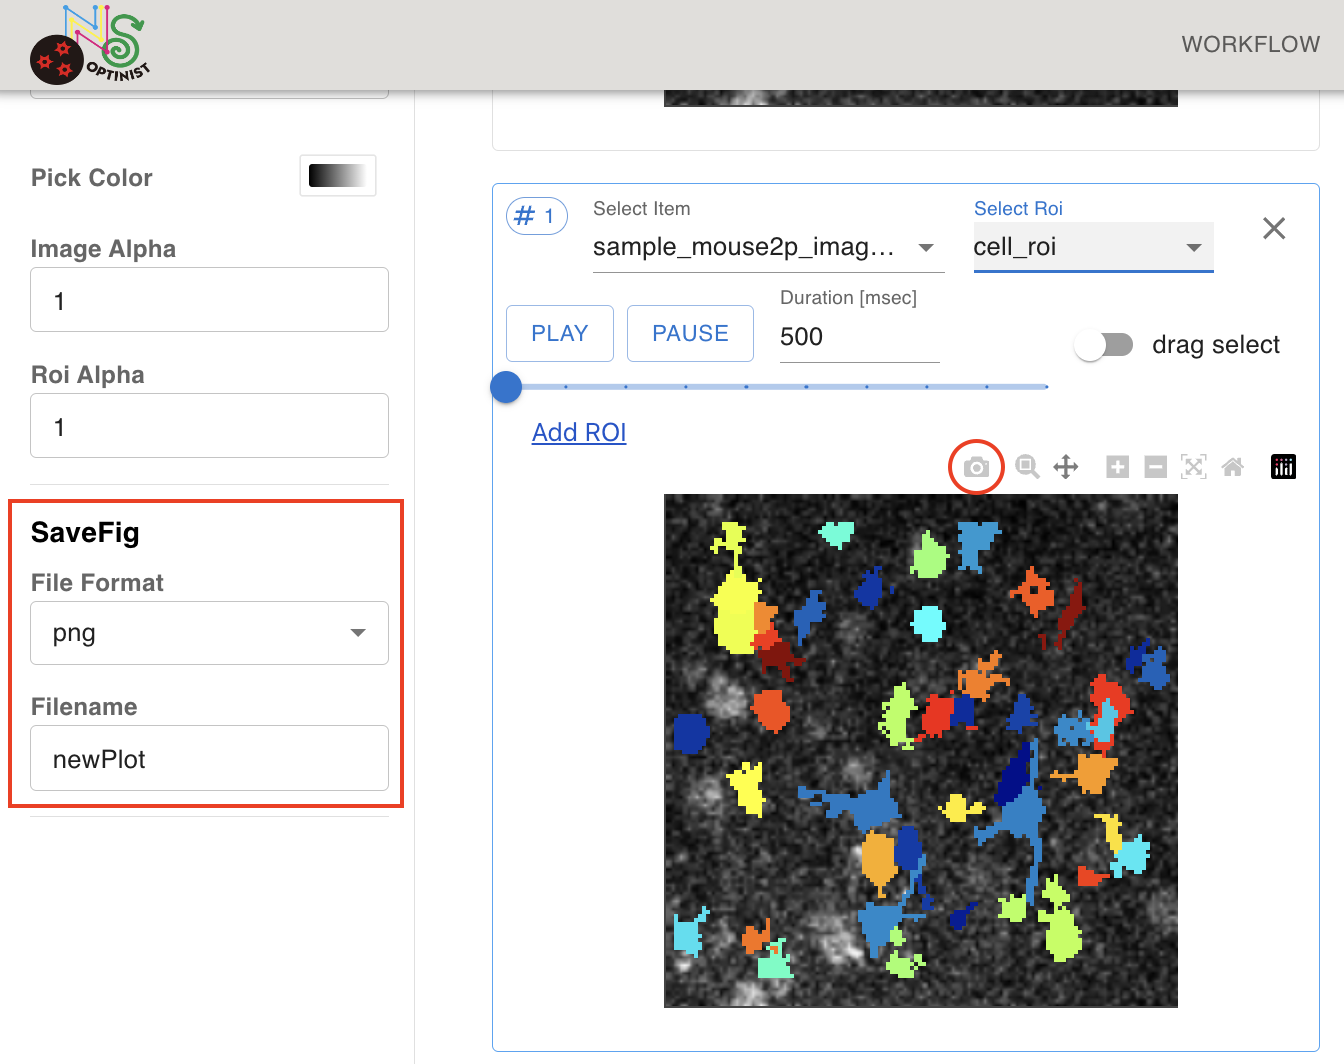 NS
OPTINIST
WORKFLOW
Pick Color
Image Alpha
1
Roi Alpha
1
SaveFig
File Format
png
Filename
newPlot
# 1
Select Item
sample_mouse2p_imag...
Select Roi
cell_roi
PLAY
PAUSE
Duration [msec]
500
drag select
Add ROI